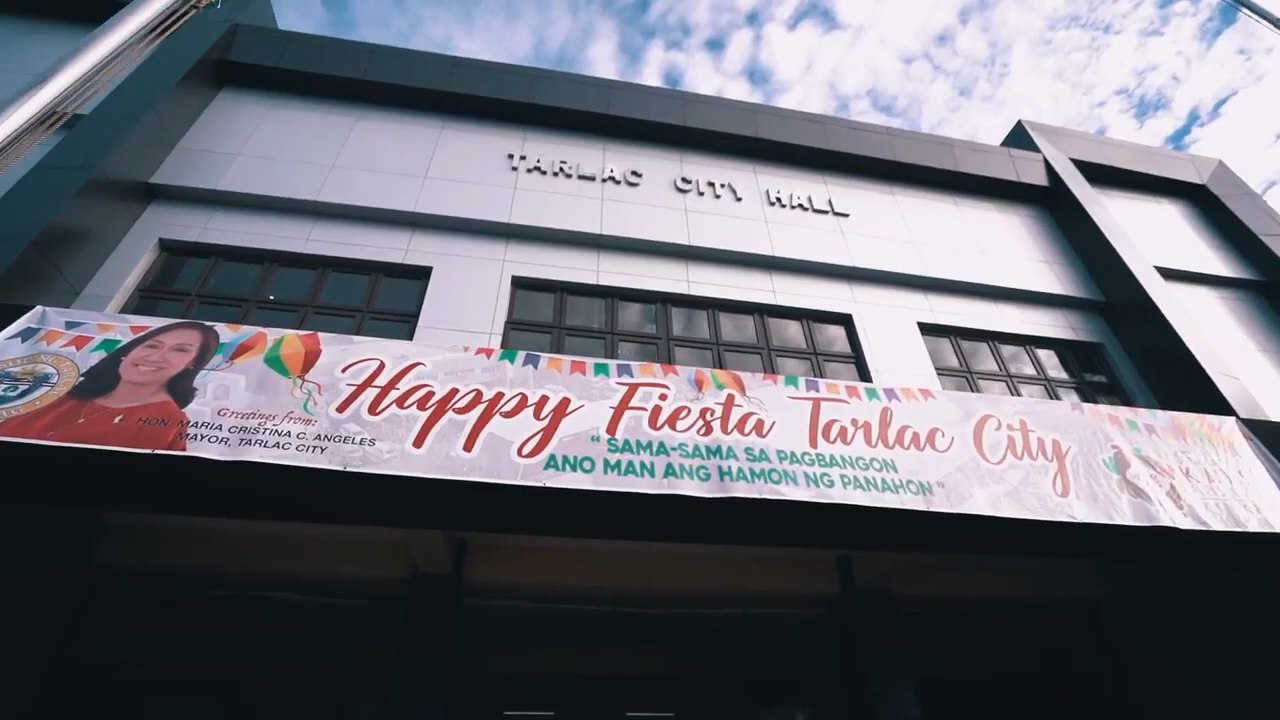 TARLAC CITY HALL
Happy Fiesta Tarlac City
“ SAMA-SAMA SA PAGBANGON
ANO MAN ANG HAMON NG PANAHON”
Greetings from:
HON. MARIA CRISTINA C. ANGELES
MAYOR, TARLAC CITY